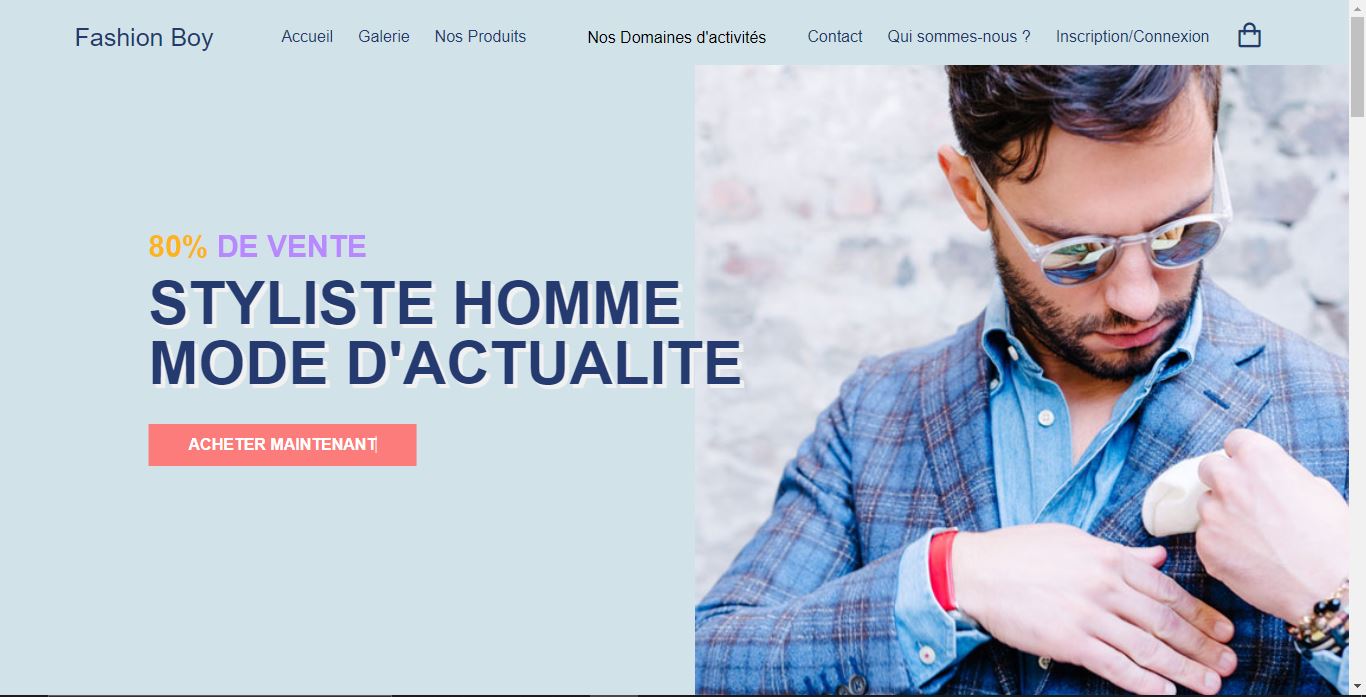 Fashion Boy Accueil Galerie Nos Produits Nos Domaines d'activités Contact Qui sommes-nous ? Inscription/Connexion
80% DE VENTE
STYLISTE HOMME
MODE D'ACTUALITE
ACHETER MAINTENANT